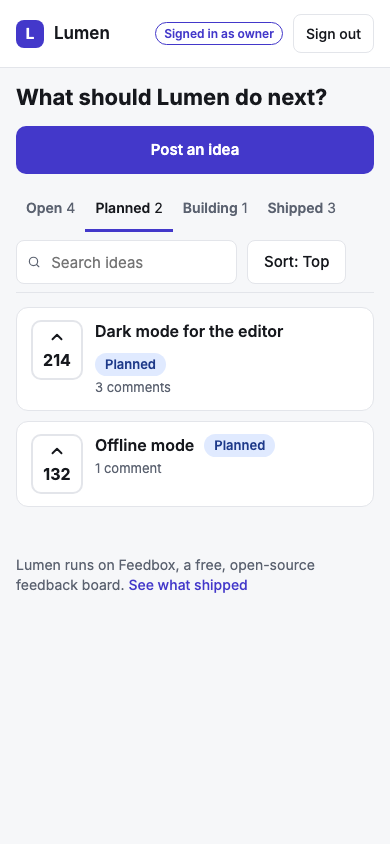 L Lumen Signed in as owner Sign out
What should Lumen do next?
Post an idea
Open 4 Planned 2 Building 1 Shipped 3
Search ideas Sort: Top
Dark mode for the editor
214
Planned
3 comments
Offline mode Planned
132
1 comment
Lumen runs on Feedbox, a free, open-source
feedback board. See what shipped